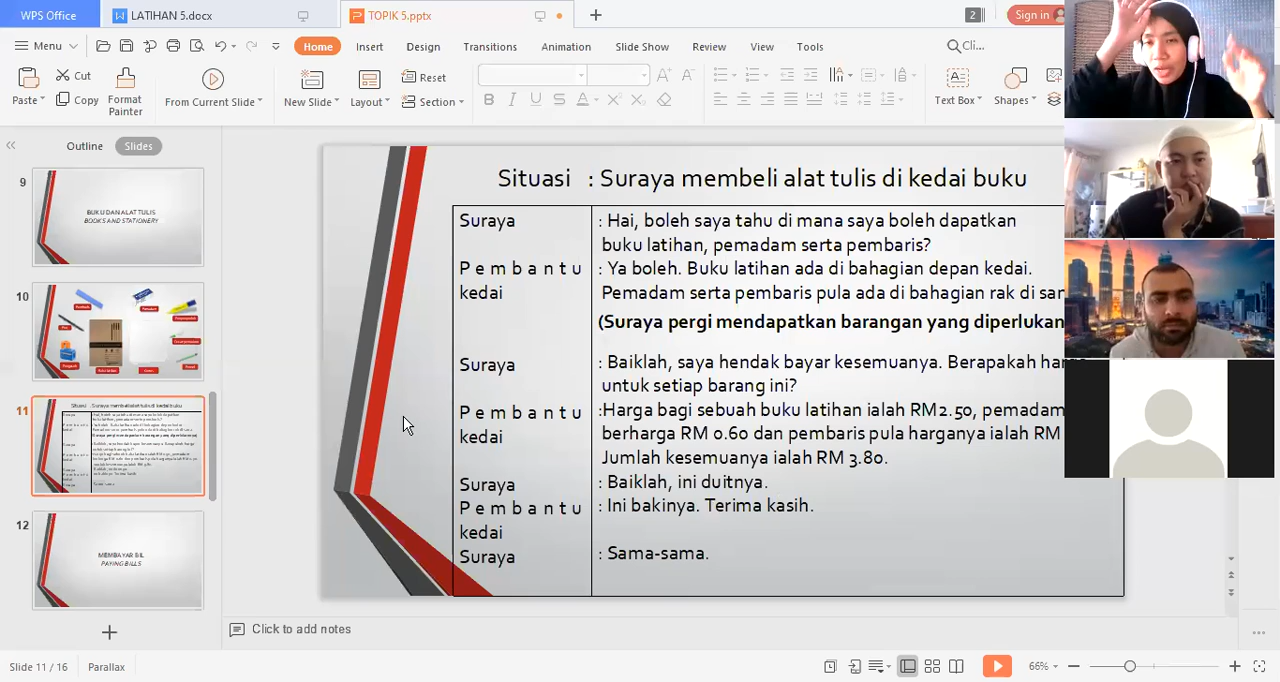 WPS Office
LATIHAN 5.docx
TOPIK 5.pptx
2
Sign in
Menu
Home
Insert
Design
Transitions
Animation
Slide Show
Review
View
Tools
Cli...
Paste
Cut
Copy
Format
Painter
From Current Slide
New Slide
Layout
Reset
Section
B I U S A X² X₂
Text Box
Shapes
Outline
Slides
9
BUKU DAN ALAT TULIS
BOOKS AND STATIONERY
10
11
12
MEMBAYAR BIL
PAYING BILLS
Situasi : Suraya membeli alat tulis di kedai buku
Suraya : Hai, boleh saya tahu di mana saya boleh dapatkan
buku latihan, pemadam serta pembaris?
Pembantu : Ya boleh. Buku latihan ada di bahagian depan kedai.
kedai Pemadam serta pembaris pula ada di bahagian rak di
(Suraya pergi mendapatkan barangan yang diperlukan
Suraya : Baiklah, saya hendak bayar kesemuanya. Berapakah
untuk setiap barang ini?
Pembantu :Harga bagi sebuah buku latihan ialah RM2.50, pemadam
kedai berharga RM 0.60 dan pembaris pula harganya ialah RM
Jumlah kesemuanya ialah RM 3.80.
Suraya : Baiklah, ini duitnya.
Pembantu : Ini bakinya. Terima kasih.
kedai
Suraya : Sama-sama.
Click to add notes
Slide 11 / 16
Parallax
66%